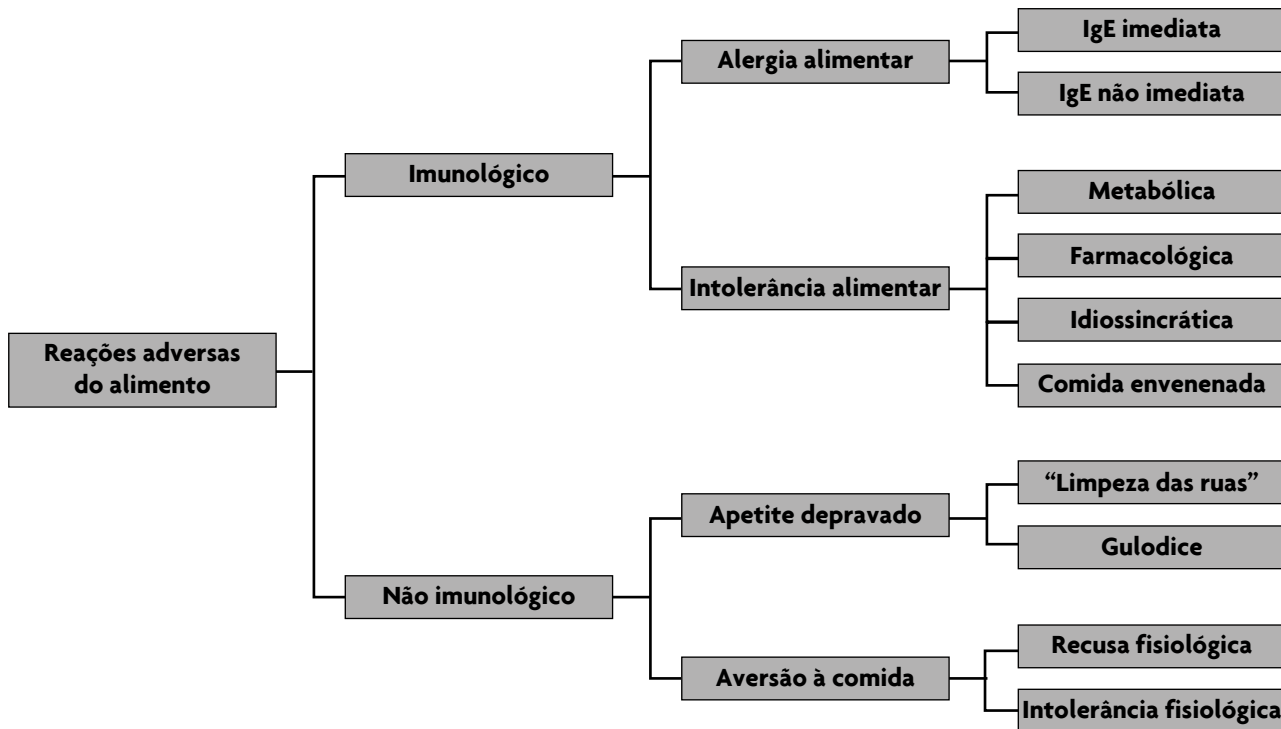 Reações adversas
do alimento
Imunológico
Alergia alimentar
IgE imediata
IgE não imediata
Intolerância alimentar
Metabólica
Farmacológica
Idiossincrática
Comida envenenada
Não imunológico
Apetite depravado
“Limpeza das ruas”
Gulodice
Aversão à comida
Recusa fisiológica
Intolerância fisiológica